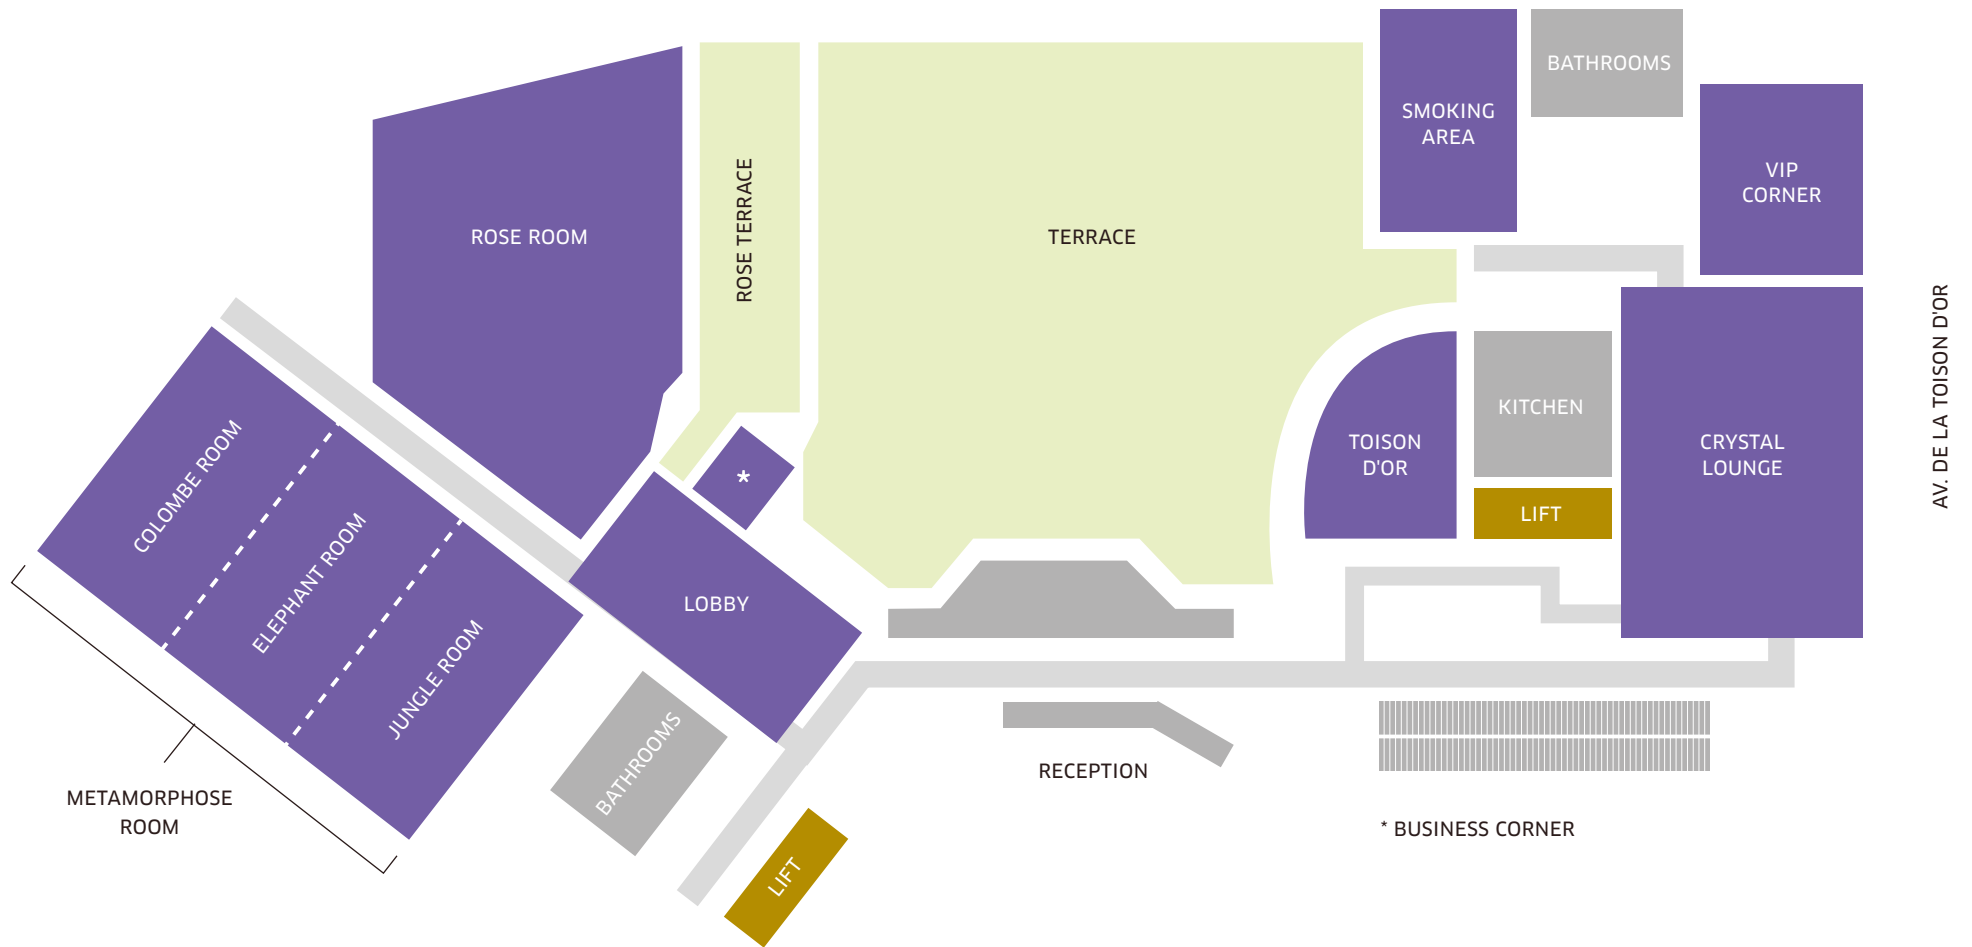 BATHROOMS
SMOKING
AREA
VIP
CORNER
ROSE ROOM
ROSE TERRACE
TERRACE
AV. DE LA TOISON D'OR
KITCHEN
TOISON
D'OR
CRYSTAL
LOUNGE
COLOMBE ROOM
*
LIFT
ELEPHANT ROOM
LOBBY
JUNGLE ROOM
BATHROOMS
RECEPTION
METAMORPHOSE
ROOM
* BUSINESS CORNER
LIFT